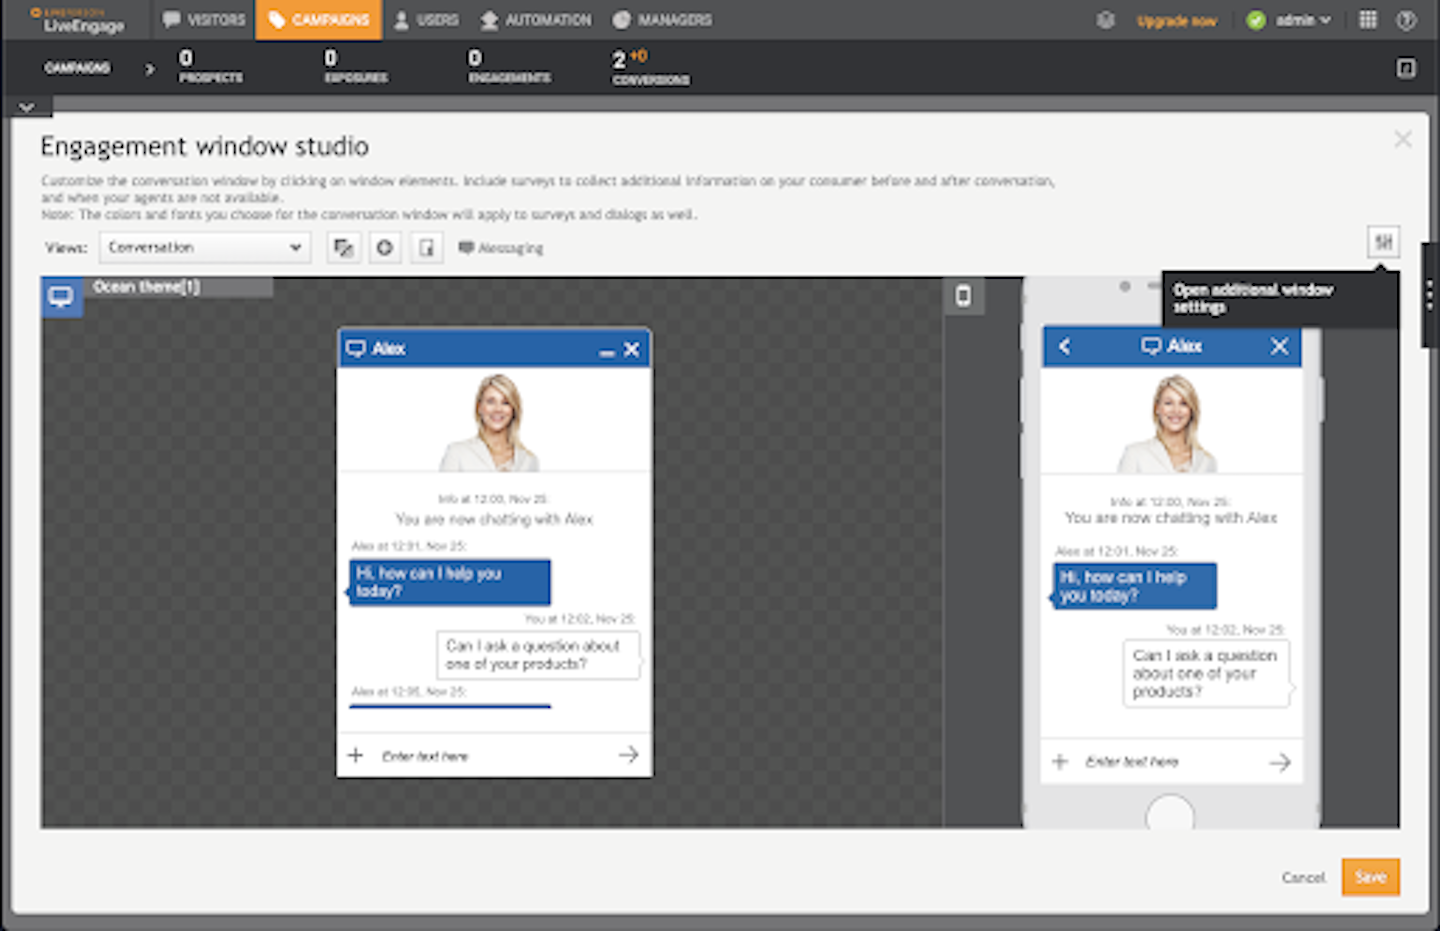 LIVEPERSON
LiveEngage
VISITORS
CAMPAIGNS
USERS
AUTOMATION
MANAGERS
Upgrade now
admin
CAMPAIGNS
0
PROSPECTS
0
EXPOSURES
0
ENGAGEMENTS
2 +0
CONVERSIONS
Engagement window studio
Customize the conversation window by clicking on window elements. Include surveys to collect additional information on your consumer before and after conversation,
and when your agents are not available.
Note: The colors and fonts you choose for the conversation window will apply to surveys and dialogs as well.
Views:
Conversation
Messaging
Open additional window
settings
Ocean theme[1]
Alex
Info at 12:00, Nov 25:
You are now chatting with Alex
Alex at 12:01, Nov 25:
Hi, how can I help you
today?
You at 12:02, Nov 25:
Can I ask a question about
one of your products?
Alex at 12:05, Nov 25:
Enter text here
Alex
Info at 12:00, Nov 25:
You are now chatting with Alex
Alex at 12:01, Nov 25:
Hi, how can I help
you today?
You at 12:02, Nov 25:
Can I ask a question
about one of your
products?
Enter text here
Cancel
Save